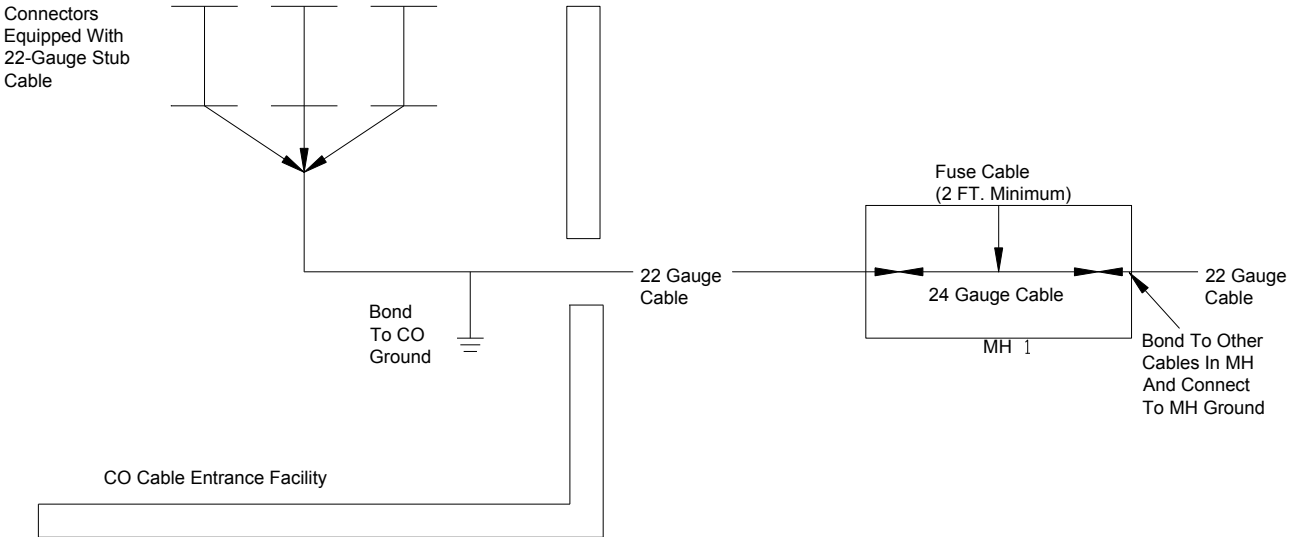 Connectors
Equipped With
22-Gauge Stub
Cable
Fuse Cable
(2 FT. Minimum)
22 Gauge
Cable
24 Gauge Cable
22 Gauge
Cable
Bond
To CO
Ground
MH 1
Bond To Other
Cables In MH
And Connect
To MH Ground
CO Cable Entrance Facility